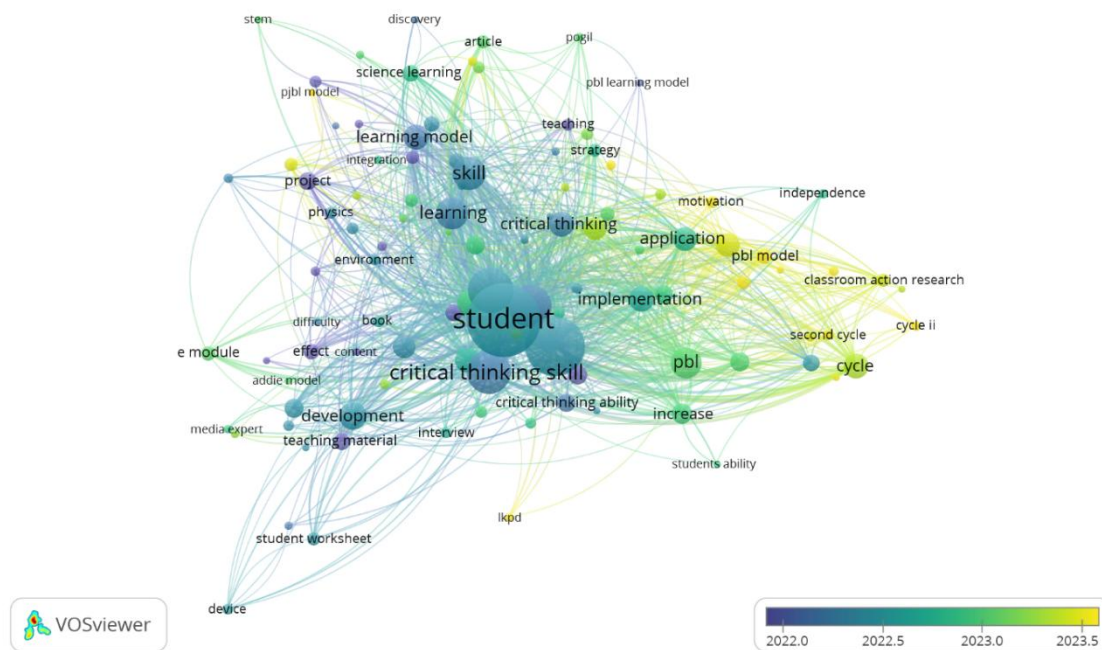 stem
discovery
article
pogil
science learning
pjbl model
pbl learning model
teaching
learning model
strategy
integration
skill
project
motivation
independence
physics
learning
critical thinking
application
pbl model
environment
classroom action research
implementation
student
difficulty
book
second cycle
cycle ii
e module
effect
content
pbl
cycle
addie model
critical thinking skill
critical thinking ability
development
increase
media expert
teaching material
interview
students ability
lkpd
student worksheet
device
VOSviewer
2022.0 2022.5 2023.0 2023.5